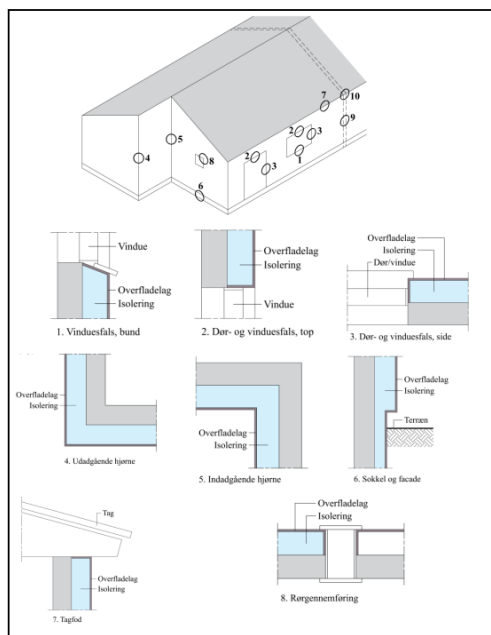 10
7
9
5
2
3
4
8
2
1
3
6
Vindue
Overfladelag
Isolering
1. Vinduesfals, bund
Overfladelag
Isolering
Vindue
2. Dør- og vinduesfals, top
Overfladelag
Isolering
Dør/vindue
3. Dør- og vinduesfals, side
Overfladelag
Isolering
4. Udadgående hjørne
Overfladelag
Isolering
5. Indadgående hjørne
Overfladelag
Isolering
Terræn
6. Sokkel og facade
Tag
Overfladelag
Isolering
7. Tagfod
Overfladelag
Isolering
8. Rørgennemføring